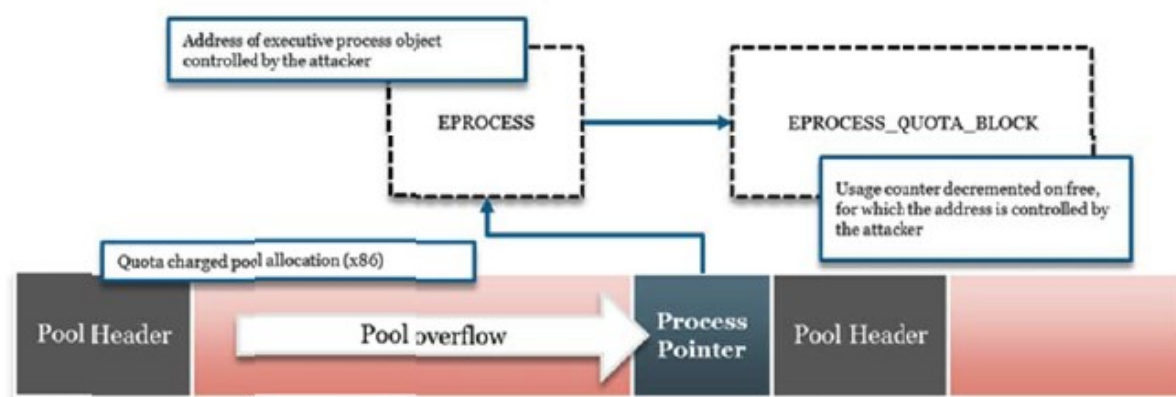 Address of executive process object
controlled by the attacker
EPROCESS
EPROCESS_QUOTA_BLOCK
Usage counter decremented on free,
for which the address is controlled by
the attacker
Quota charged pool allocation (x86)
Pool Header
Pool overflow
Process
Pointer
Pool Header